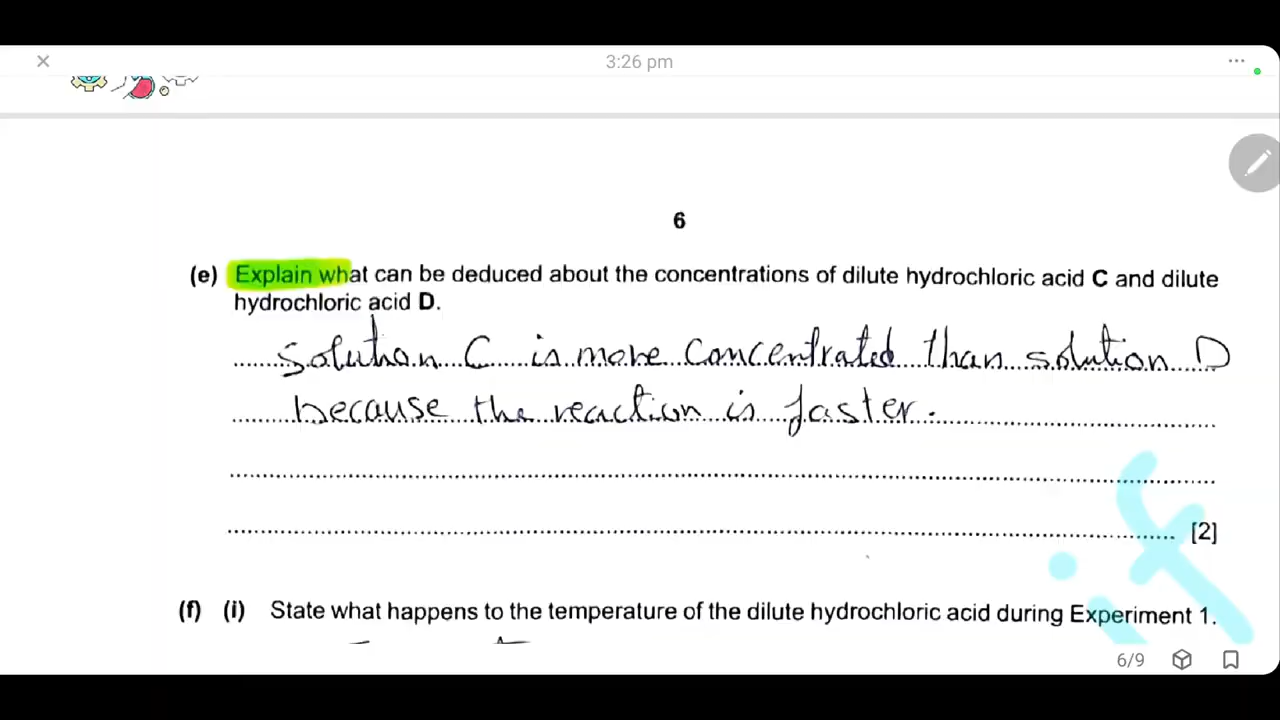 3:26 pm
6
(e) Explain what can be deduced about the concentrations of dilute hydrochloric acid C and dilute
hydrochloric acid D.
solution C is more concentrated than solution D
because the reaction is faster.
[2]
(f) (i) State what happens to the temperature of the dilute hydrochloric acid during Experiment 1.
if
6/9